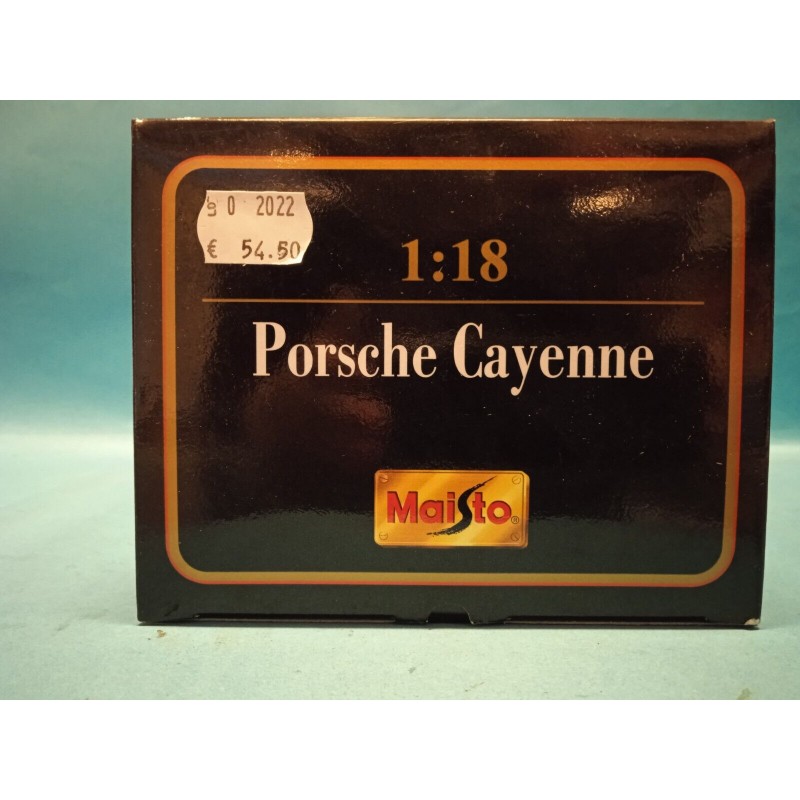 0 2022
€ 54.50
1:18
Porsche Cayenne
Maisto®